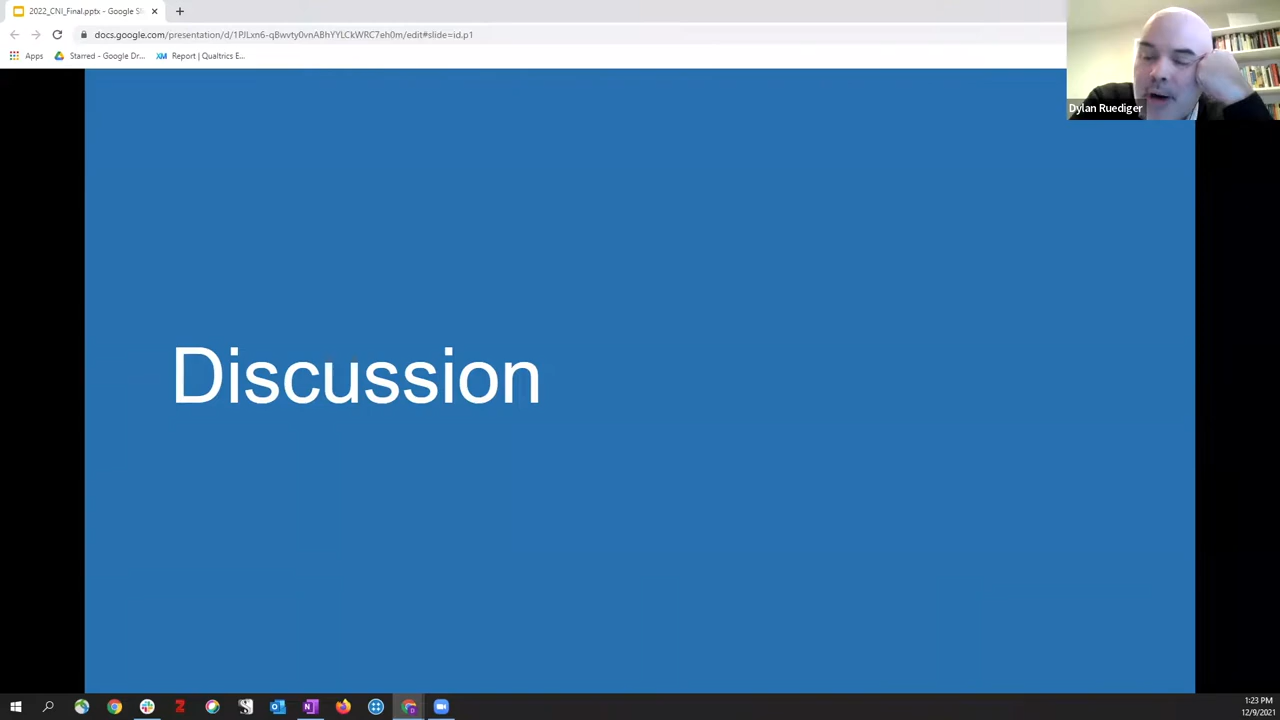 2022_CNI_Final.pptx - Google Sl
docs.google.com/presentation/d/1PJLxn6-qBwvty0vnABhYYLCkWRC7eh0m/edit#slide=id.p1
Apps
Starred - Google Dr...
XM
Report | Qualtrics E...
Dylan Ruediger
Discussion
1:23 PM
12/9/2021